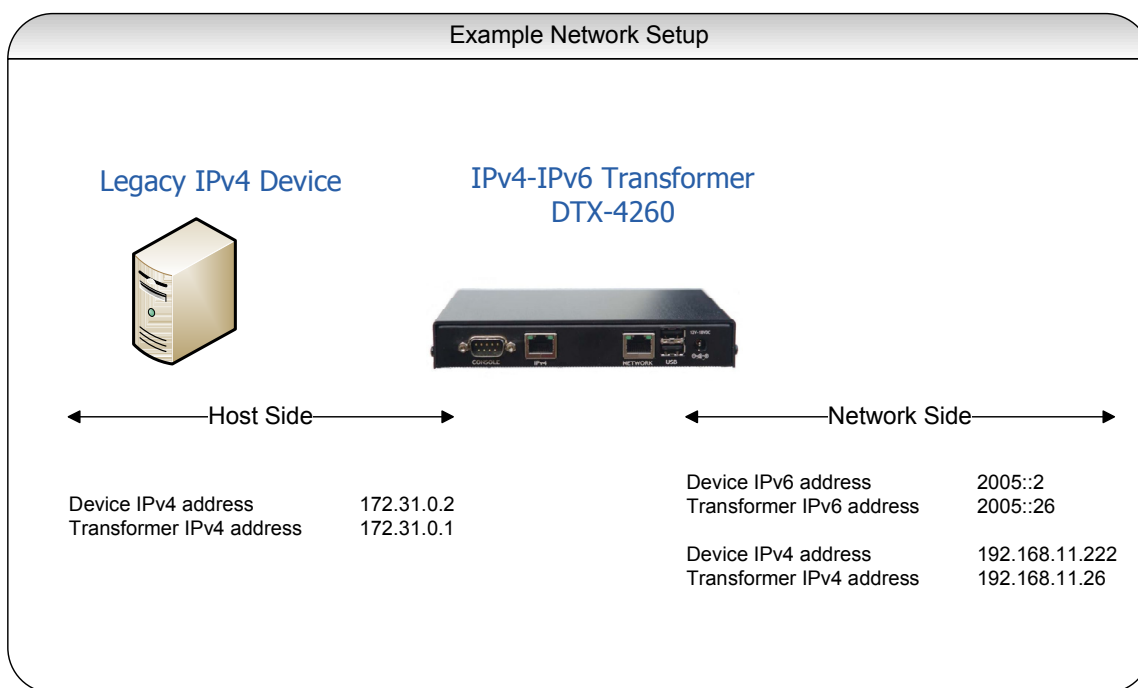 Example Network Setup
Legacy IPv4 Device
IPv4-IPv6 Transformer
DTX-4260
CONSOLE
IPv4
NETWORK
USB
12V-18VDC
Host Side
Network Side
Device IPv4 address 172.31.0.2
Transformer IPv4 address 172.31.0.1
Device IPv6 address 2005::2
Transformer IPv6 address 2005::26
Device IPv4 address 192.168.11.222
Transformer IPv4 address 192.168.11.26